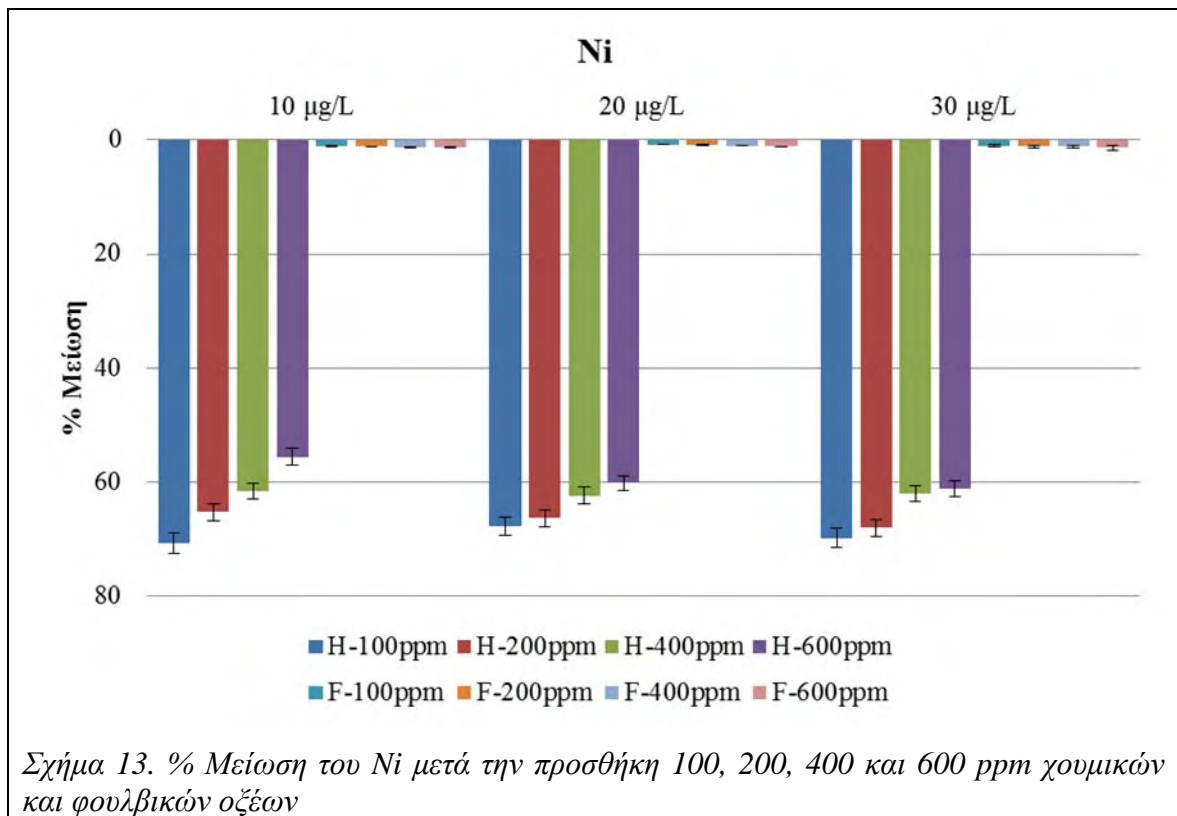 Ni
10 μg/L 20 μg/L 30 μg/L
0
20
40
60
80
% Μείωση
H-100ppm H-200ppm H-400ppm H-600ppm
F-100ppm F-200ppm F-400ppm F-600ppm
Σχήμα 13. % Μείωση του Ni μετά την προσθήκη 100, 200, 400 και 600 ppm χουμικών
και φουλβικών οξέων